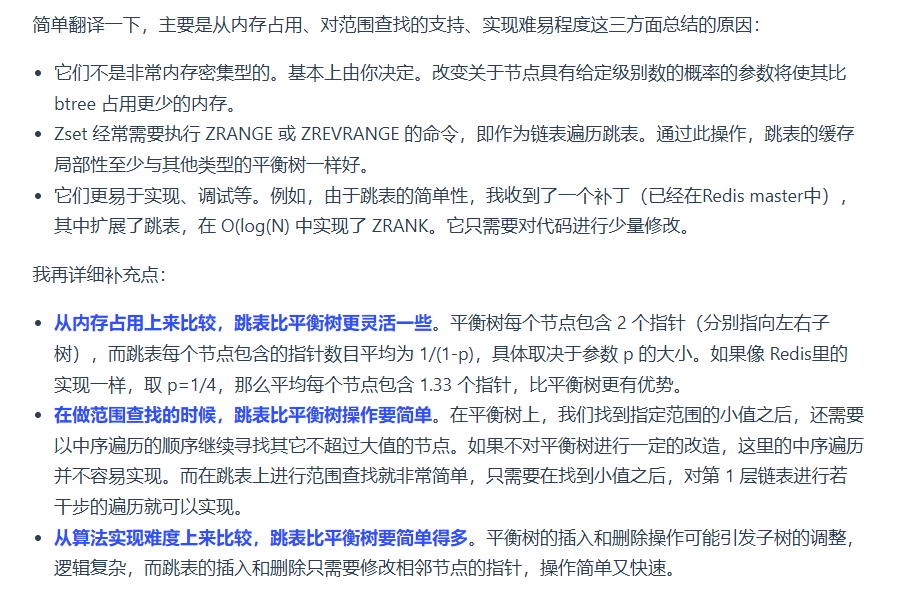 简单翻译一下，主要是从内存占用、对范围查找的支持、实现难易程度这三方面总结的原因：
• 它们不是非常内存密集型的。基本上由你决定。改变关于节点具有给定级别数的概率的参数将使其比
btree 占用更少的内存。
• Zset 经常需要执行 ZRANGE 或 ZREVRANGE 的命令，即作为链表遍历跳表。通过此操作，跳表的缓存
局部性至少与其他类型的平衡树一样好。
• 它们更易于实现、调试等。例如，由于跳表的简单性，我收到了一个补丁（已经在Redis master中），
其中扩展了跳表，在 O(log(N) 中实现了 ZRANK。它只需要对代码进行少量修改。
我再详细补充点：
• 从内存占用上来比较，跳表比平衡树更灵活一些。平衡树每个节点包含 2 个指针（分别指向左右子
树），而跳表每个节点包含的指针数目平均为 1/(1-p)，具体取决于参数 p 的大小。如果像 Redis里的
实现一样，取 p=1/4，那么平均每个节点包含 1.33 个指针，比平衡树更有优势。
• 在做范围查找的时候，跳表比平衡树操作要简单。在平衡树上，我们找到指定范围的小值之后，还需要
以中序遍历的顺序继续寻找其它不超过大值的节点。如果不对平衡树进行一定的改造，这里的中序遍历
并不容易实现。而在跳表上进行范围查找就非常简单，只需要在找到小值之后，对第 1 层链表进行若
干步的遍历就可以实现。
• 从算法实现难度上来比较，跳表比平衡树要简单得多。平衡树的插入和删除操作可能引发子树的调整，
逻辑复杂，而跳表的插入和删除只需要修改相邻节点的指针，操作简单又快速。